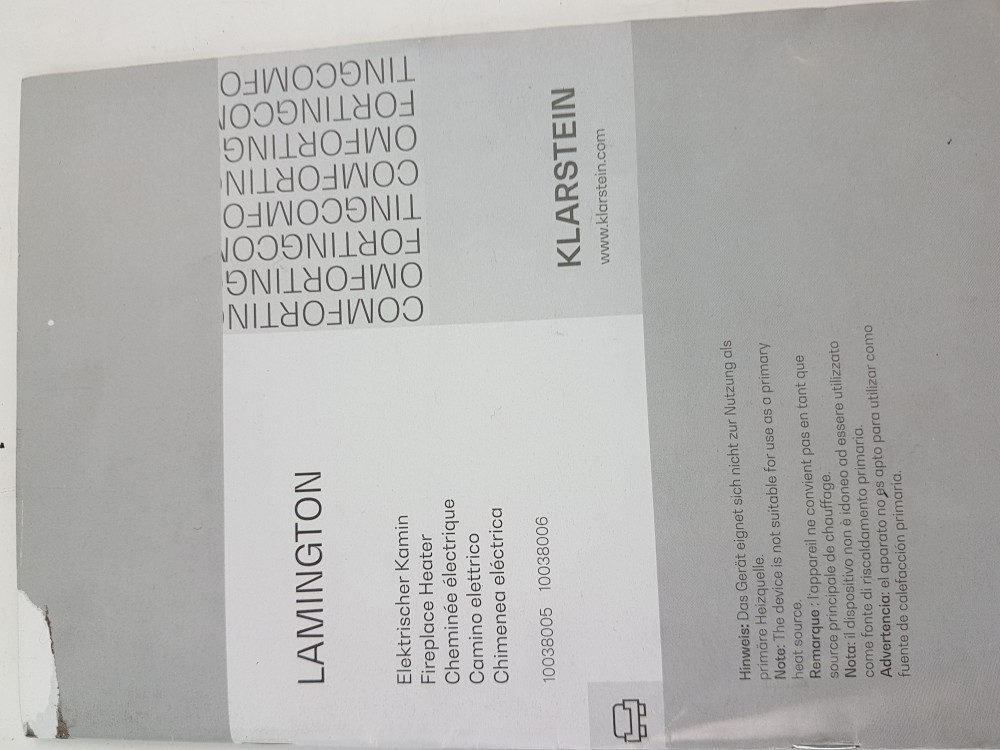 LAMINGTON
Elektrischer Kamin
Fireplace Heater
Cheminée électrique
Camino elettrico
Chimenea eléctrica
10038005 10038006
COMFORTING
OMFORTING
FORTINGCOM
TINGCOMFO
COMFORTIN
OMFORTING
FORTINGCOM
TINGCOMFO
KLARSTEIN
www.klarstein.com
Hinweis: Das Gerät eignet sich nicht zur Nutzung als
primäre Heizquelle.
Note: The device is not suitable for use as a primary
heat source.
Remarque : l'appareil ne convient pas en tant que
source principale de chauffage.
Nota: il dispositivo non è idoneo ad essere utilizzato
come fonte di riscaldamento primaria.
Advertencia: el aparato no es apto para utilizar como
fuente de calefacción primaria.